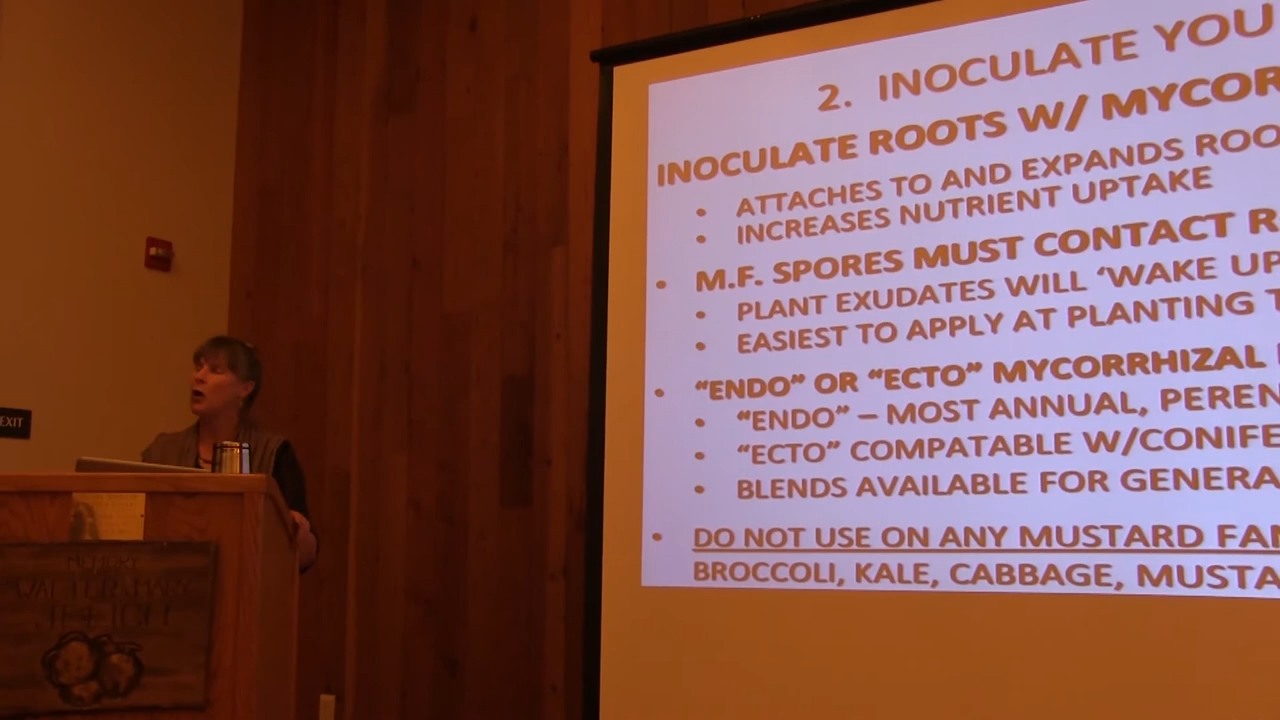 2. INOCULATE YOU
INOCULATE ROOTS W/ MYCOR
• ATTACHES TO AND EXPANDS ROO
• INCREASES NUTRIENT UPTAKE
• M.F. SPORES MUST CONTACT R
• PLANT EXUDATES WILL ‘WAKE UP
• EASIEST TO APPLY AT PLANTING T
• “ENDO” OR “ECTO” MYCORRHIZAL
• “ENDO” – MOST ANNUAL, PEREN
• “ECTO” COMPATABLE W/CONIFE
• BLENDS AVAILABLE FOR GENERA
• DO NOT USE ON ANY MUSTARD FAM
BROCCOLI, KALE, CABBAGE, MUSTA
EXIT